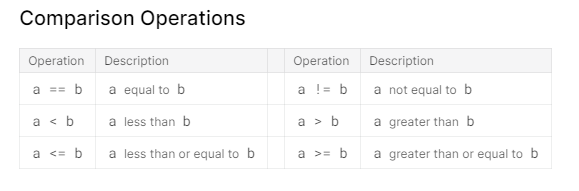 Comparison Operations
Operation Description Operation Description
a == b a equal to b a != b a not equal to b
a < b a less than b a > b a greater than b
a <= b a less than or equal to b a >= b a greater than or equal to b